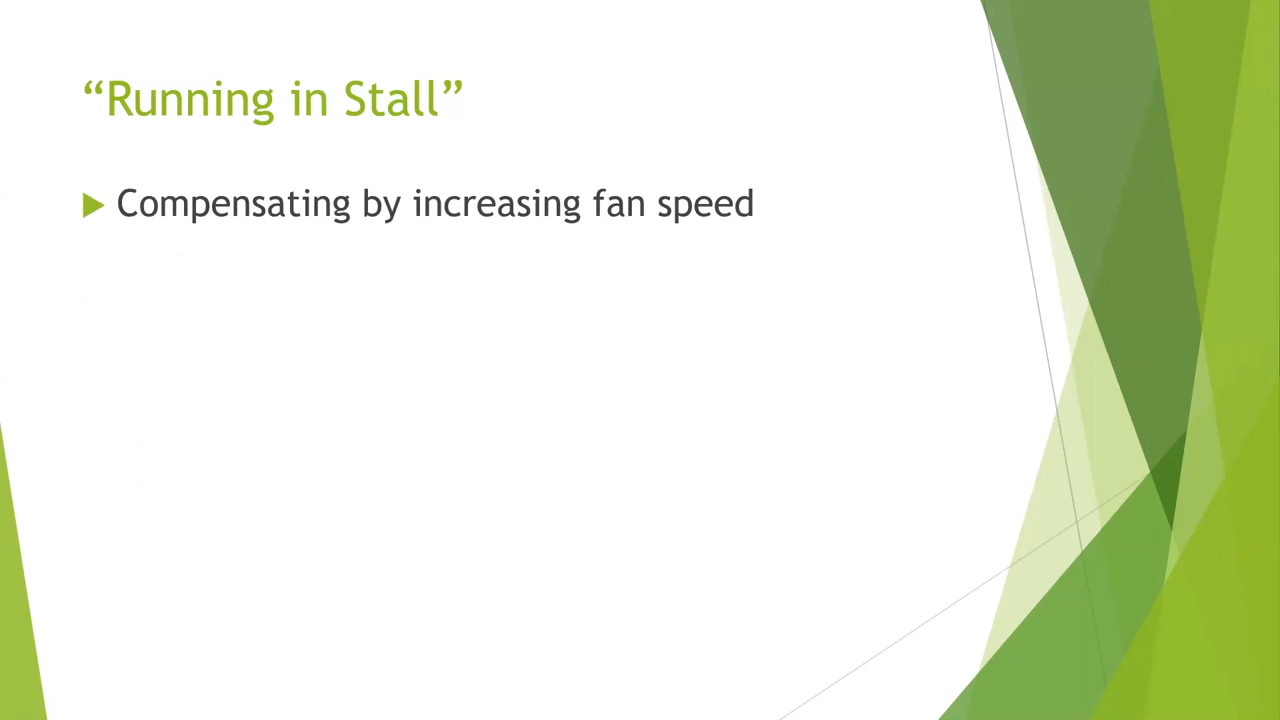 “Running in Stall”
Compensating by increasing fan speed